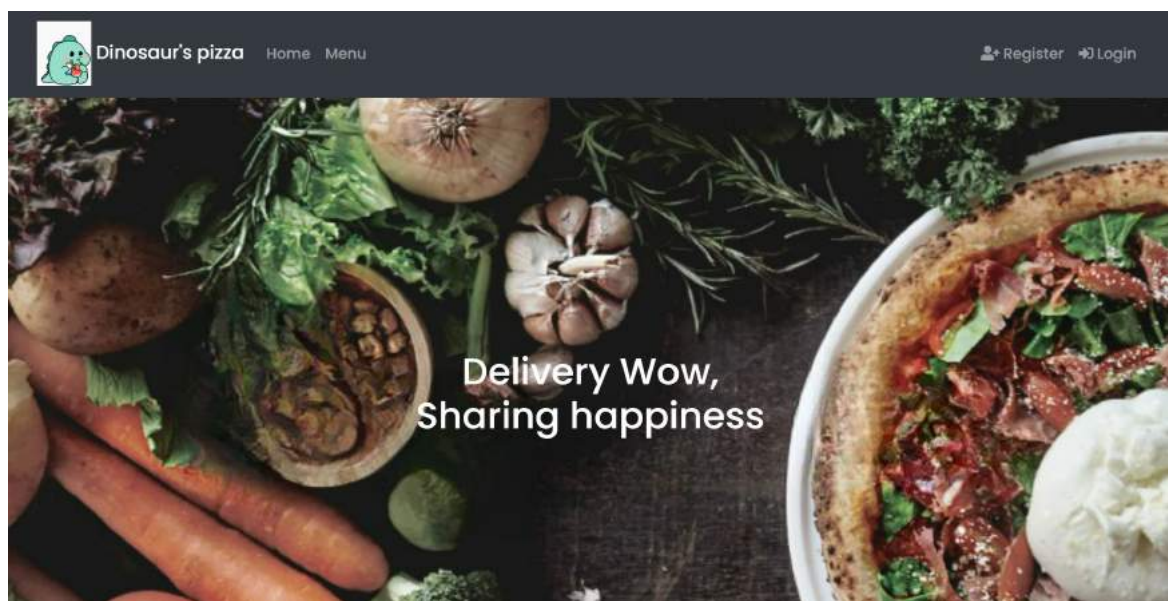 Dinosaur's pizza Home Menu Register Login
Delivery Wow,
Sharing happiness